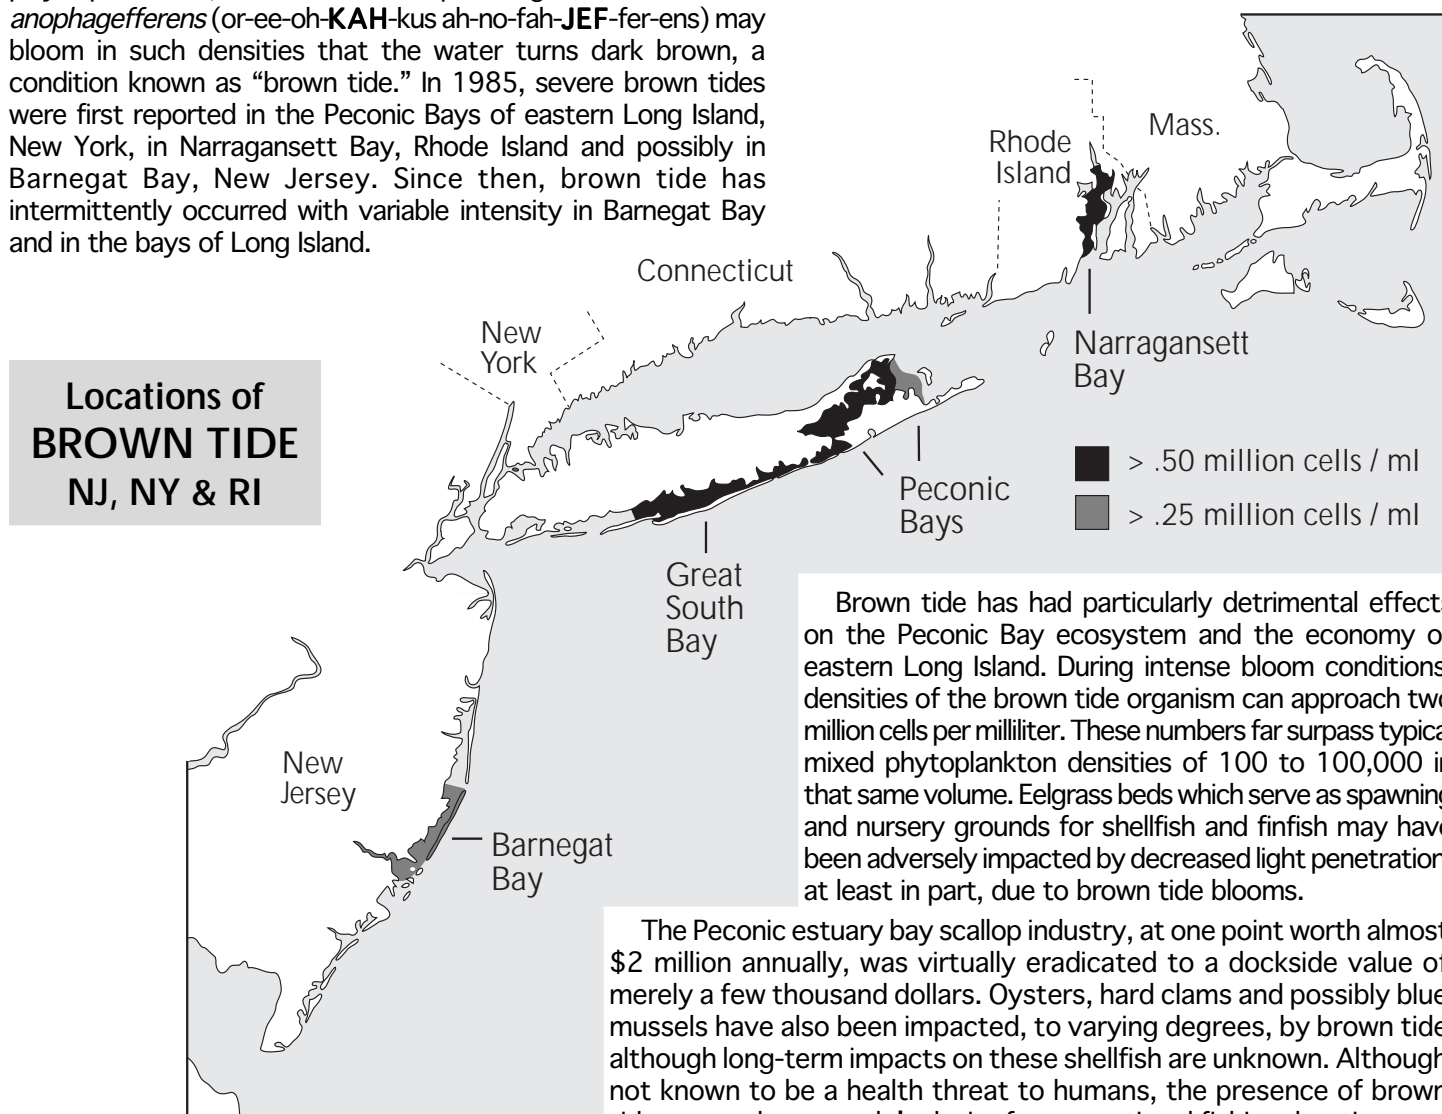 anophagefferens (or-ee-oh-KAH-kus ah-no-fah-JEF-fer-ens) may
bloom in such densities that the water turns dark brown, a
condition known as “brown tide.” In 1985, severe brown tides
were first reported in the Peconic Bays of eastern Long Island,
New York, in Narragansett Bay, Rhode Island and possibly in
Barnegat Bay, New Jersey. Since then, brown tide has
intermittently occurred with variable intensity in Barnegat Bay
and in the bays of Long Island.
Mass.
Rhode
Island
Connecticut
New
York
Narragansett
Bay
Locations of
BROWN TIDE
NJ, NY & RI
> .50 million cells / ml
> .25 million cells / ml
Peconic
Bays
Great
South
Bay
New
Jersey
Barnegat
Bay
Brown tide has had particularly detrimental effect
on the Peconic Bay ecosystem and the economy o
eastern Long Island. During intense bloom conditions
densities of the brown tide organism can approach two
million cells per milliliter. These numbers far surpass typica
mixed phytoplankton densities of 100 to 100,000 i
that same volume. Eelgrass beds which serve as spawning
and nursery grounds for shellfish and finfish may have
been adversely impacted by decreased light penetration
at least in part, due to brown tide blooms.
The Peconic estuary bay scallop industry, at one point worth almost
$2 million annually, was virtually eradicated to a dockside value of
merely a few thousand dollars. Oysters, hard clams and possibly blue
mussels have also been impacted, to varying degrees, by brown tide
although long-term impacts on these shellfish are unknown. Although
not known to be a health threat to humans, the presence of brown